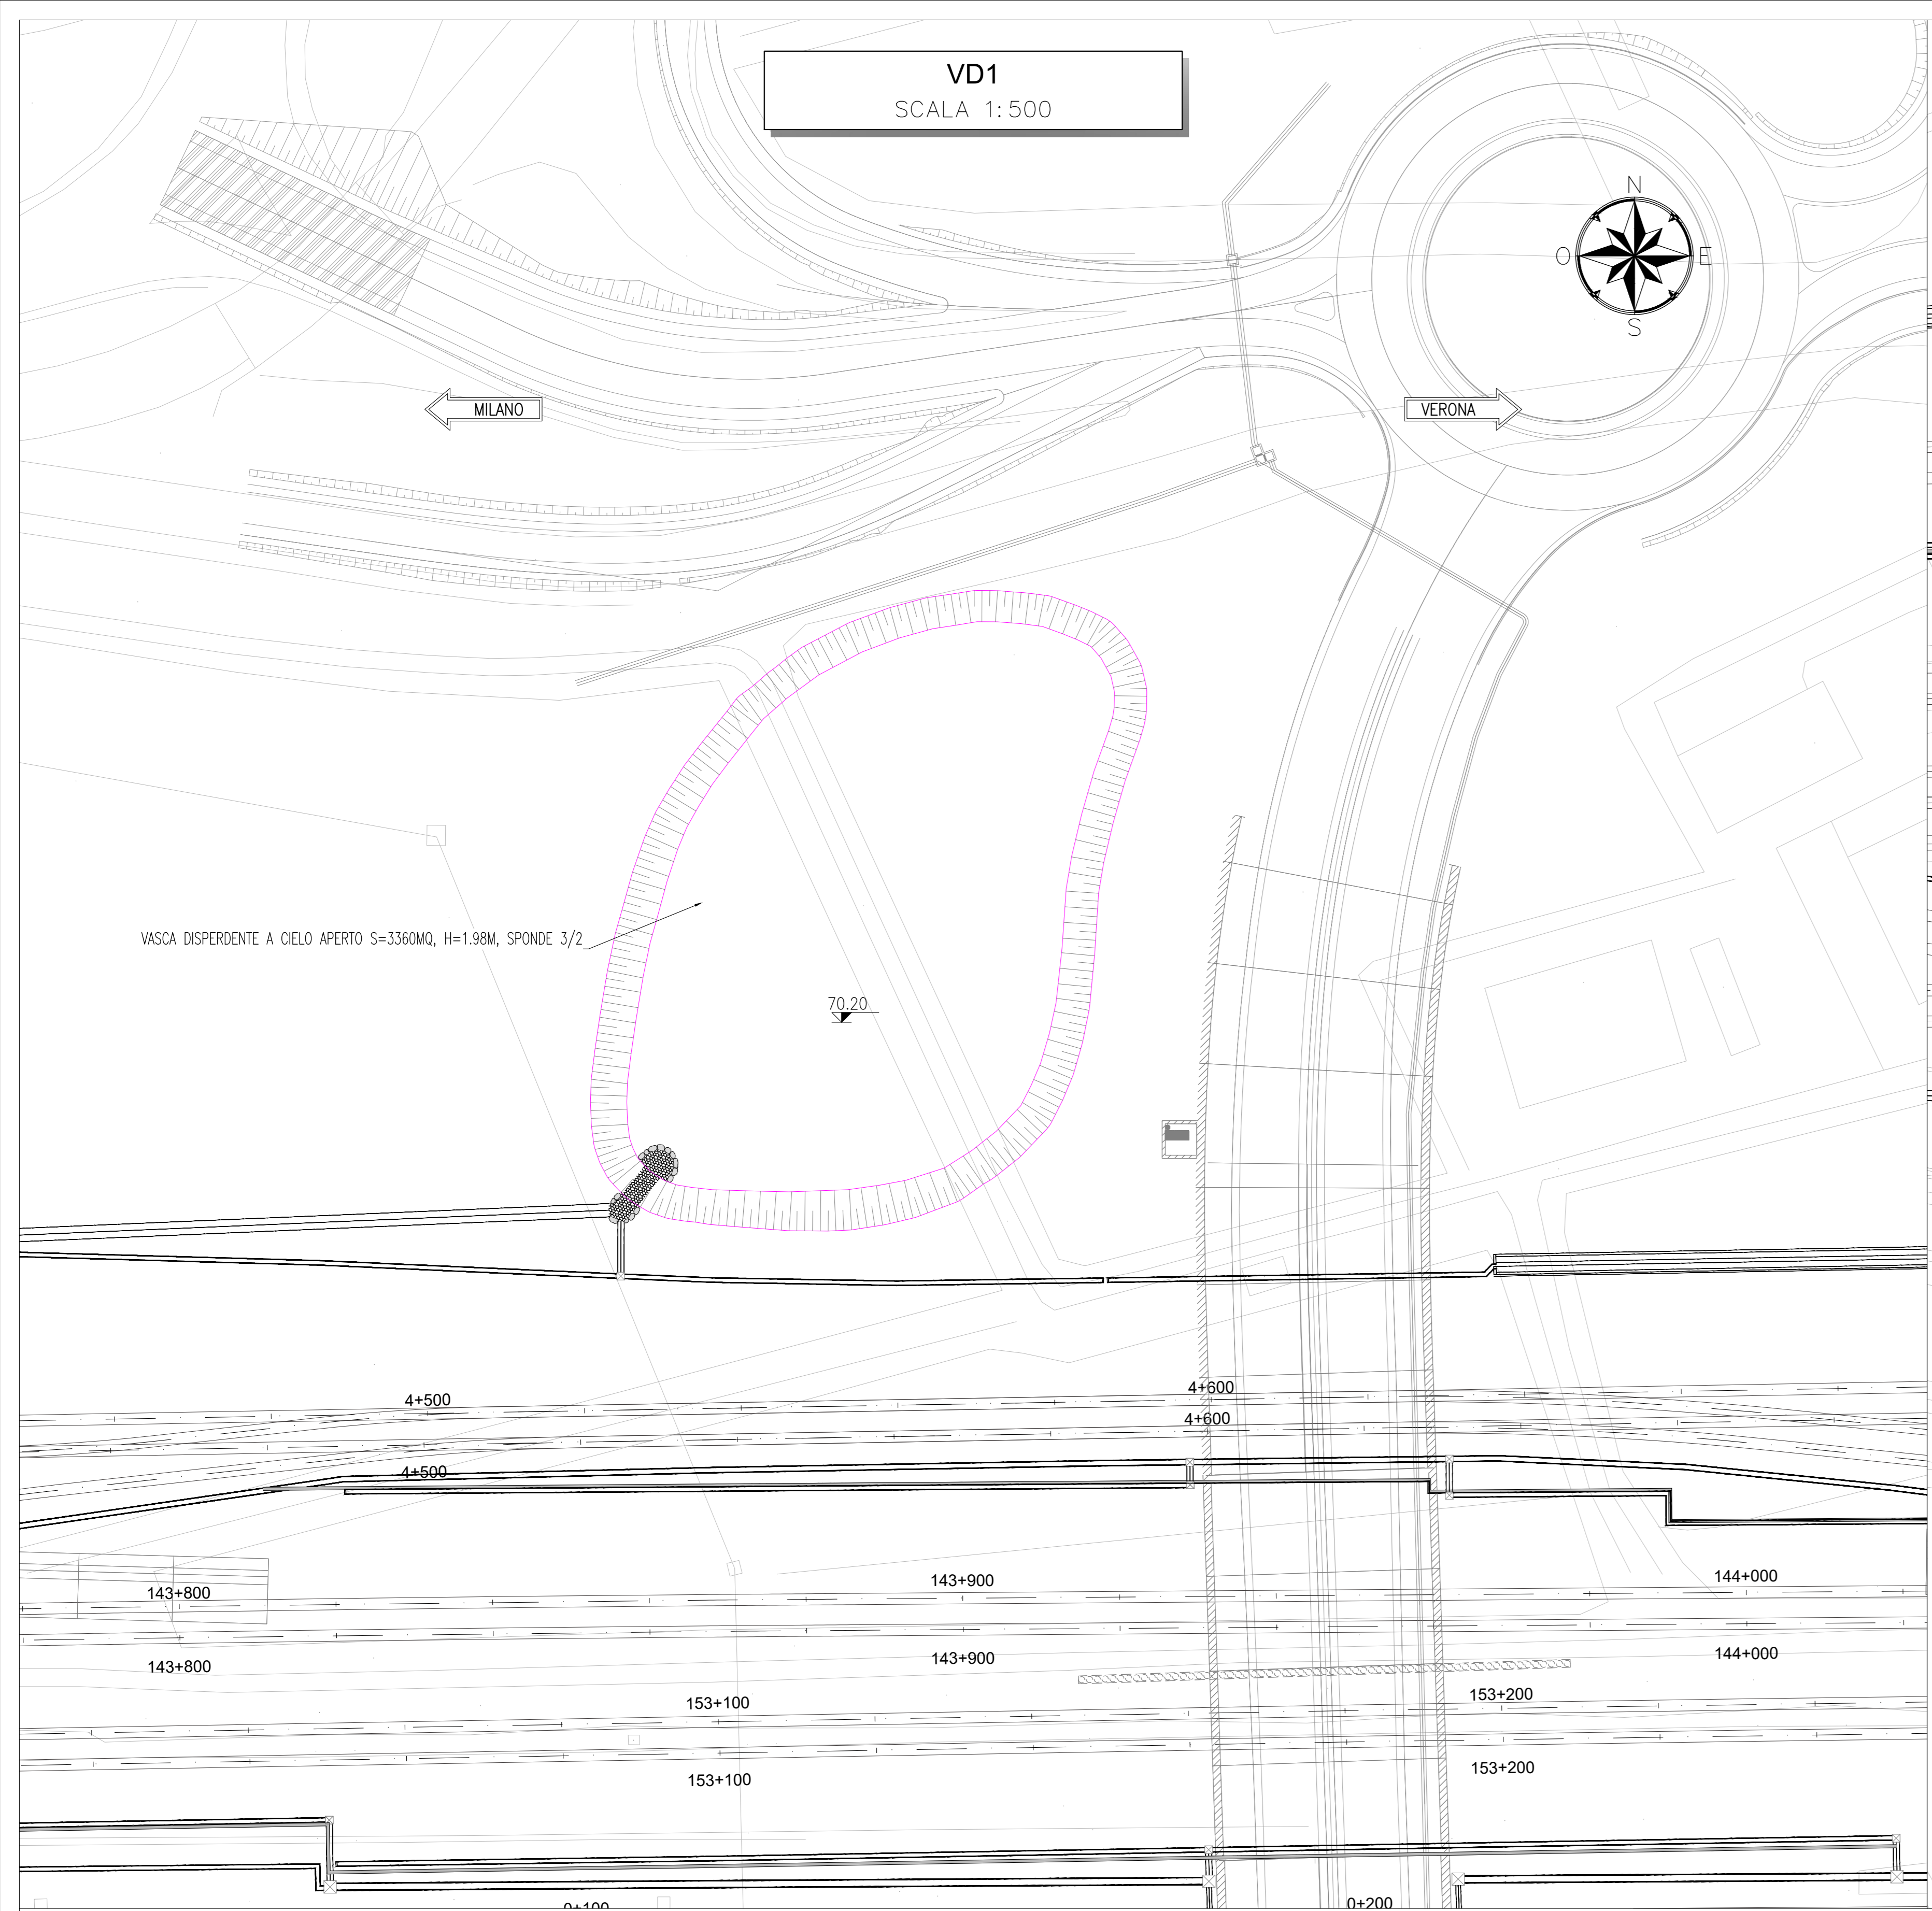 VD1
SCALA 1:500
N
O
E
S
MILANO
VERONA
VASCA DISPERDENTE A CIELO APERTO S=3360MQ, H=1.98M, SPONDE 3/2
70.20
4+500
4+600
4+600
4+500
143+800
143+900
144+000
143+800
143+900
144+000
153+100
153+200
153+100
153+200
0+100
0+200